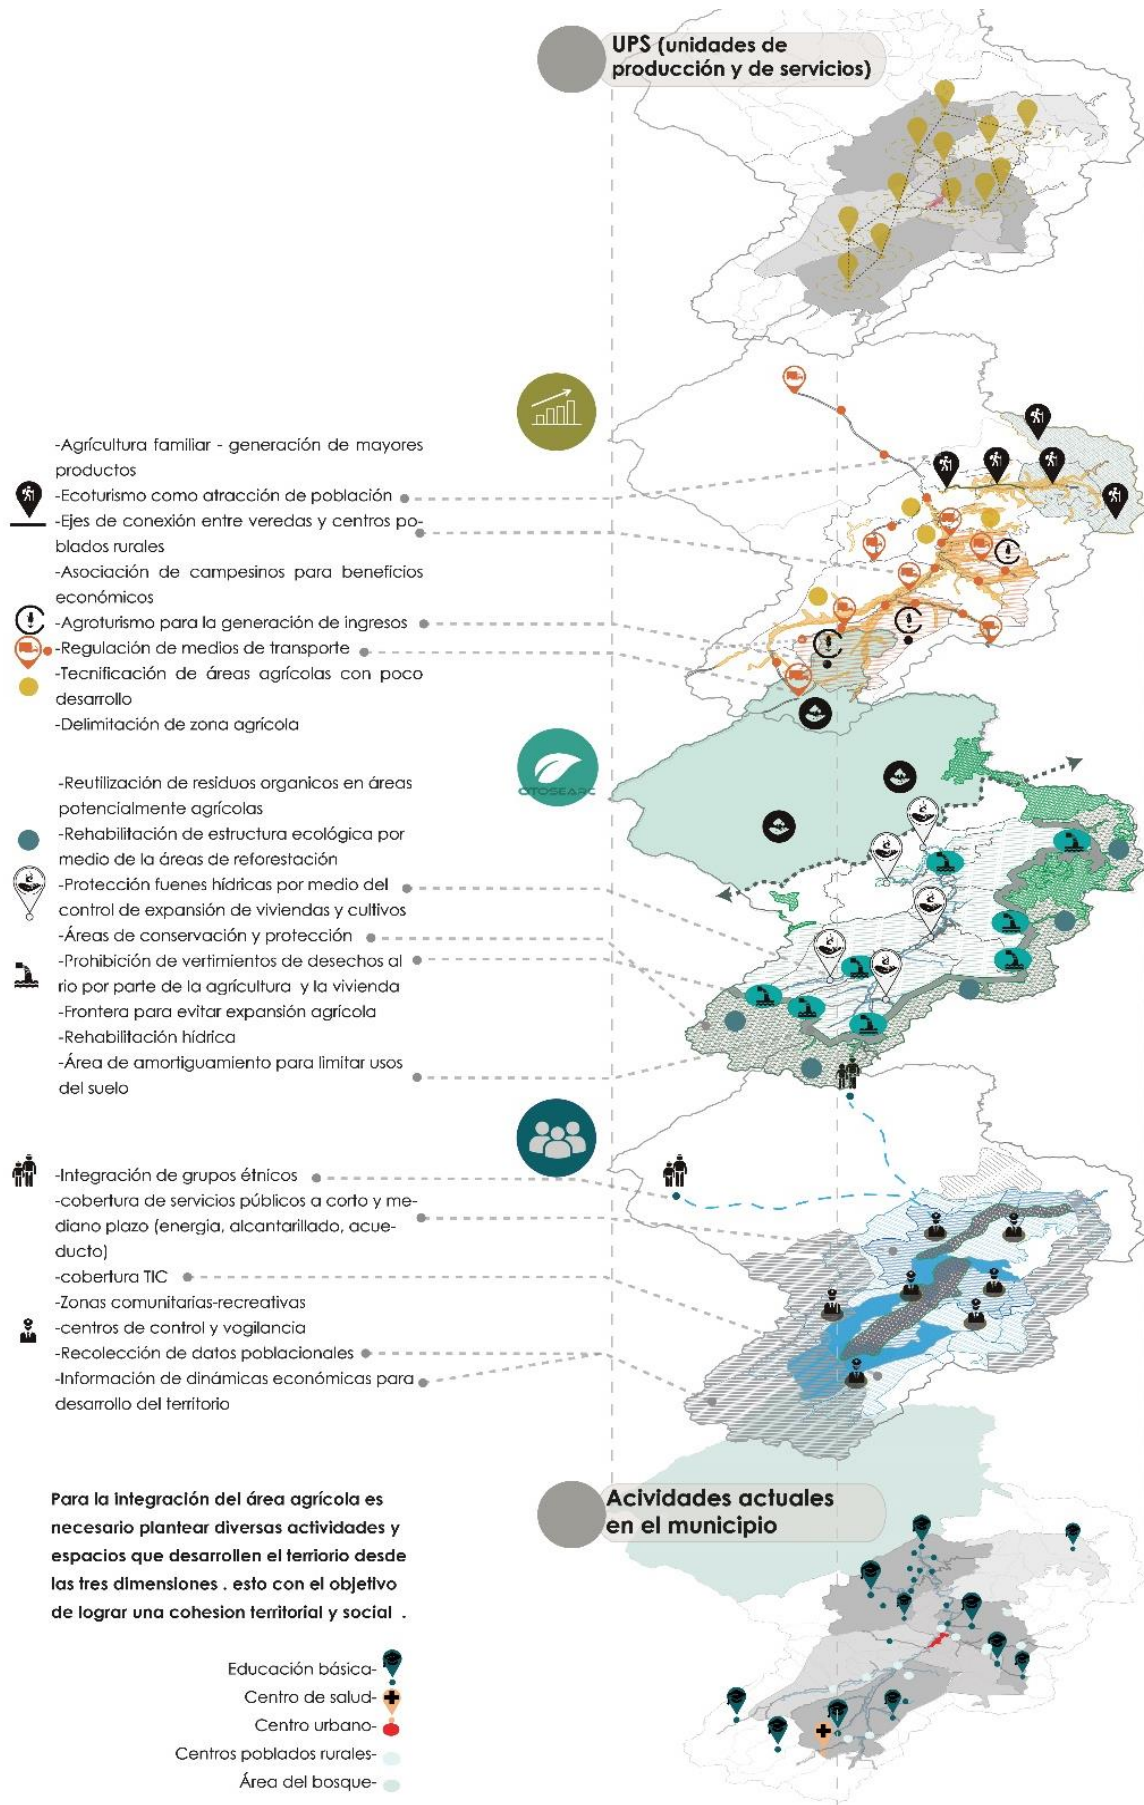 UPS (unidades de
producción y de servicios)
-Agrícultura familiar - generación de mayores
productos
-Ecoturismo como atracción de población
-Ejes de conexión entre veredas y centros po-
blados rurales
-Asociación de campesinos para beneficios
económicos
-Agroturismo para la generación de ingresos
-Regulación de medios de transporte
-Tecnificación de áreas agrícolas con poco
desarrollo
-Delimitación de zona agrícola
OTOSEARC
-Reutilización de residuos organicos en áreas
potencialmente agrícolas
-Rehabilitación de estructura ecológica por
medio de la áreas de reforestación
-Protección fuenes hídricas por medio del
control de expansión de viviendas y cultivos
-Áreas de conservación y protección
-Prohibición de vertimientos de desechos al
rio por parte de la agrícultura y la vivienda
-Frontera para evitar expansión agrícola
-Rehabilitación hídrica
-Área de amortiguamiento para limitar usos
del suelo
-Integración de grupos étnicos
-cobertura de servicios públicos a corto y me-
diano plazo (energia, alcantarillado, acue-
ducto)
-cobertura TIC
-Zonas comunitarias-recreativas
-centros de control y vogilancia
-Recolección de datos poblacionales
-Información de dinámicas económicas para
desarrollo del territorio
Acividades actuales
en el municipio
Para la integración del área agrícola es
necesario plantear diversas actividades y
espacios que desarrollen el terriorio desde
las tres dimensiones . esto con el objetivo
de lograr una cohesion territorial y social .
Educación básica-
Centro de salud-
Centro urbano-
Centros poblados rurales-
Área del bosque-